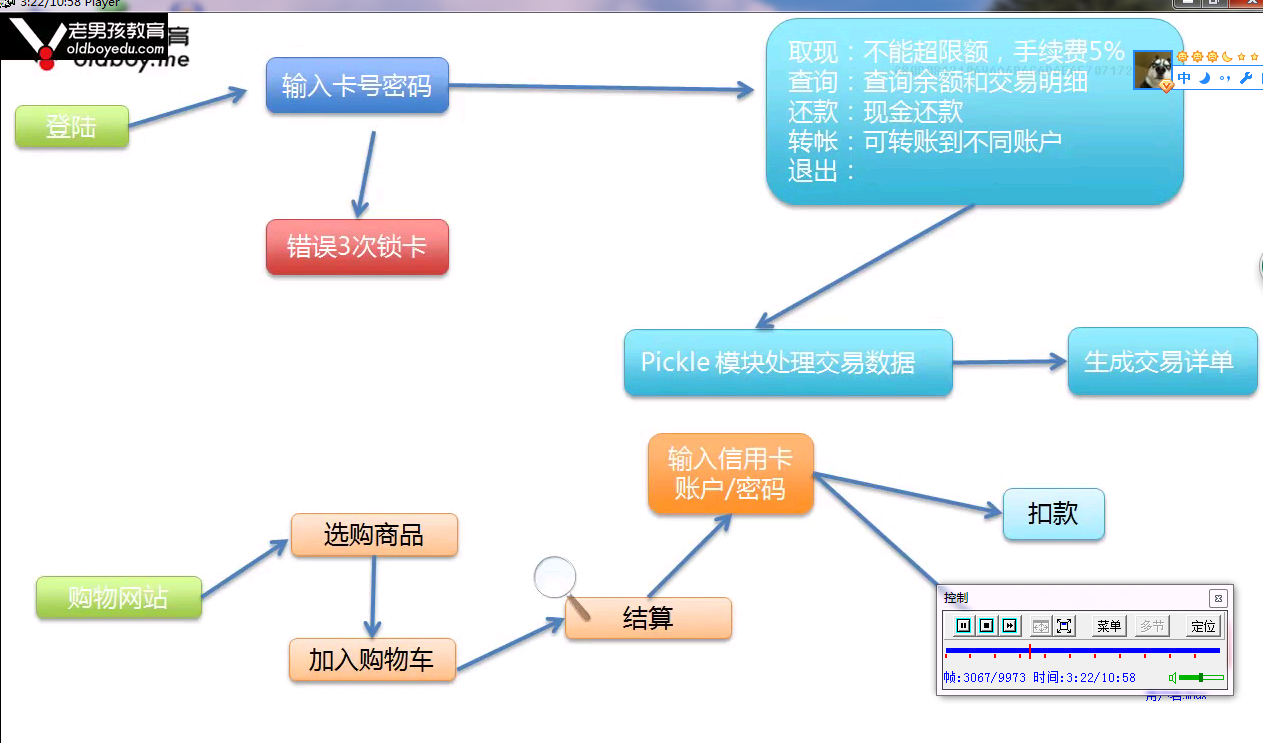 3:22/10:58 Player
老男孩教育
育
oldboyedu.com
oldboy.me
输入卡号密码
登陆
错误3次锁卡
取现：不能超限额，手续费5%
查询：查询余额和交易明细
还款：现金还款
转帐：可转账到不同账户
退出：
中
Pickle 模块处理交易数据
生成交易详单
输入信用卡
账户/密码
扣款
选购商品
购物网站
加入购物车
结算
控制
菜单
多节
定位
帧:3067/9973 时间:3:22/10:58